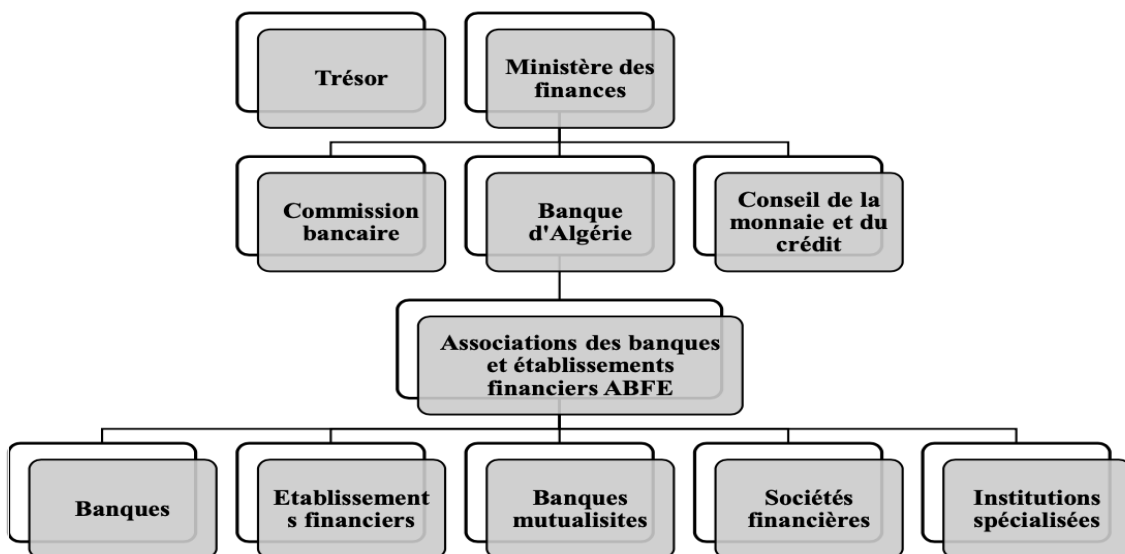 Trésor
Ministère des
finances
Commission
bancaire
Banque
d'Algérie
Conseil de la
monnaie et du
crédit
Associations des banques
et établissements
financiers ABFE
Banques
Etablissement
s financiers
Banques
mutualisites
Sociétés
financières
Institutions
spécialisées